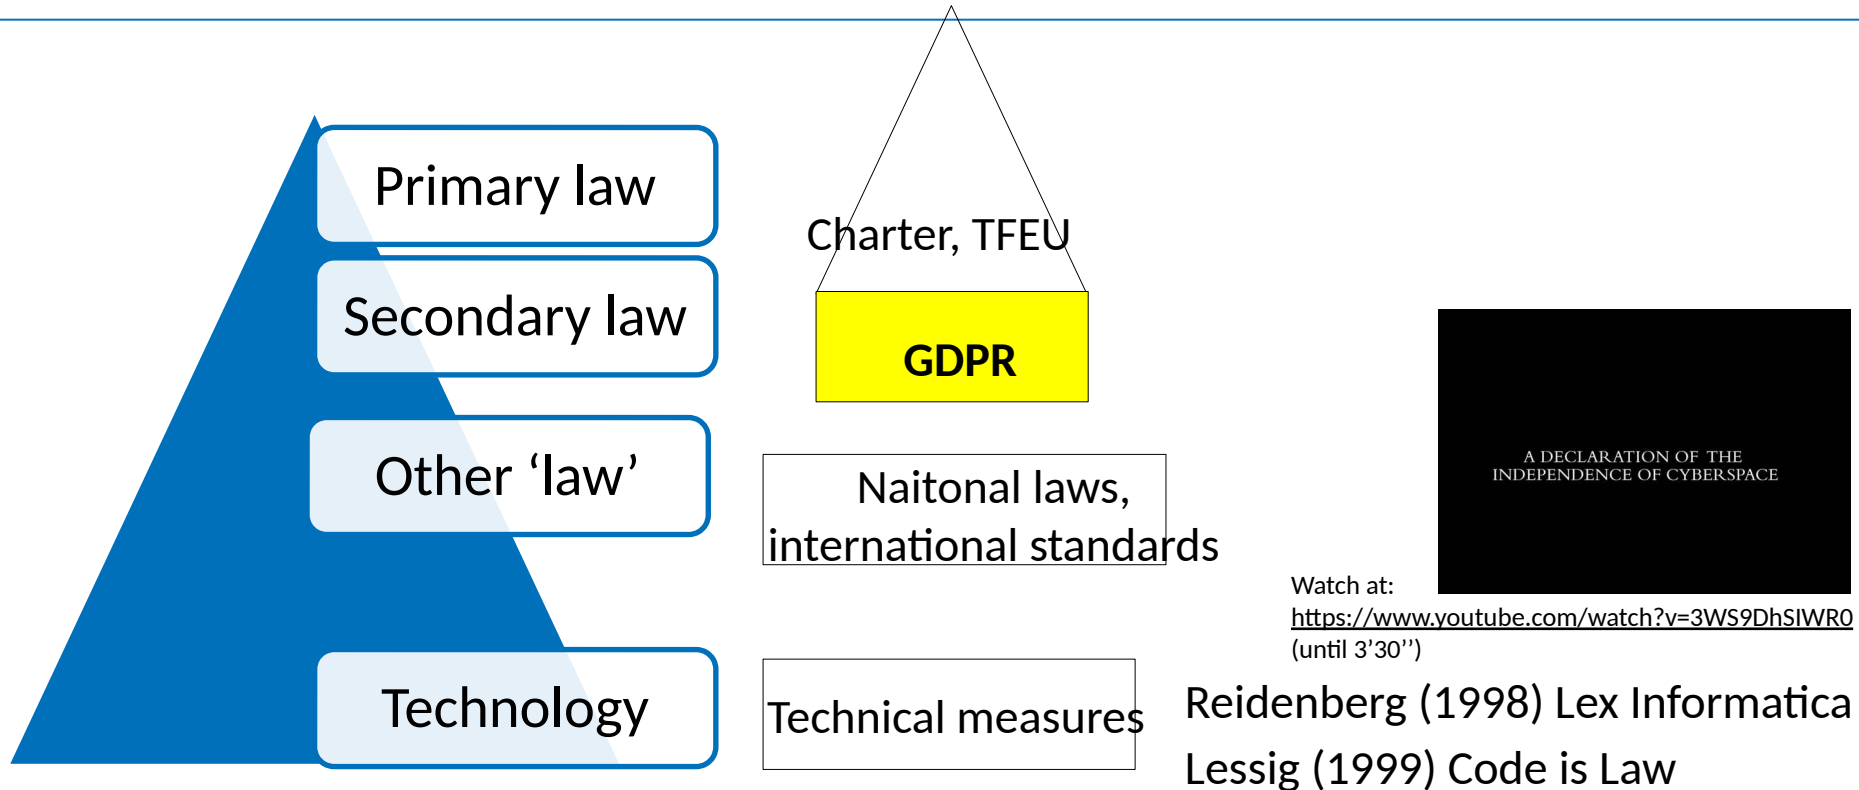 Primary law
Secondary law
Other ‘law’
Technology
Charter, TFEU
GDPR
Naitonal laws,
international standards
Technical measures
A DECLARATION OF THE
INDEPENDENCE OF CYBERSPACE
Watch at:
https://www.youtube.com/watch?v=3WS9DhSIWR0
(until 3’30’’)
Reidenberg (1998) Lex Informatica
Lessig (1999) Code is Law